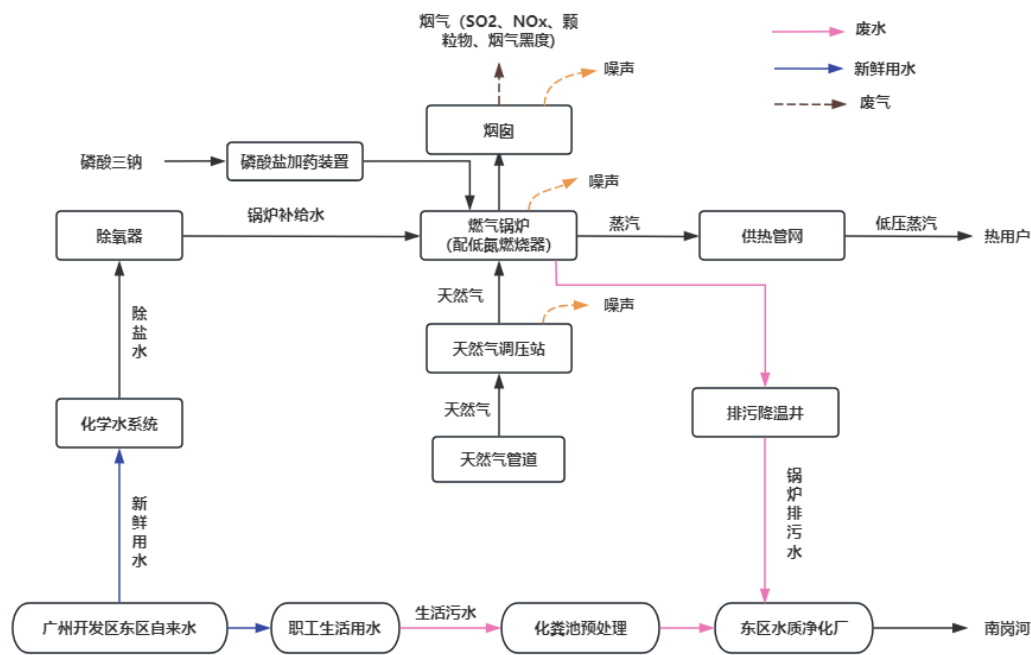 烟气（SO2、NOx、颗
粒物、烟气黑度)
废水
噪声
新鲜用水
废气
烟囱
磷酸三钠
磷酸盐加药装置
噪声
锅炉补给水
除氧器
燃气锅炉
(配低氮燃烧器）
蒸汽
供热管网
低压蒸汽
热用户
天然气
噪声
除盐水
天然气调压站
化学水系统
天然气
排污降温井
天然气管道
新鲜用水
锅炉排污水
广州开发区东区自来水
职工生活用水
生活污水
化粪池预处理
东区水质净化厂
南岗河